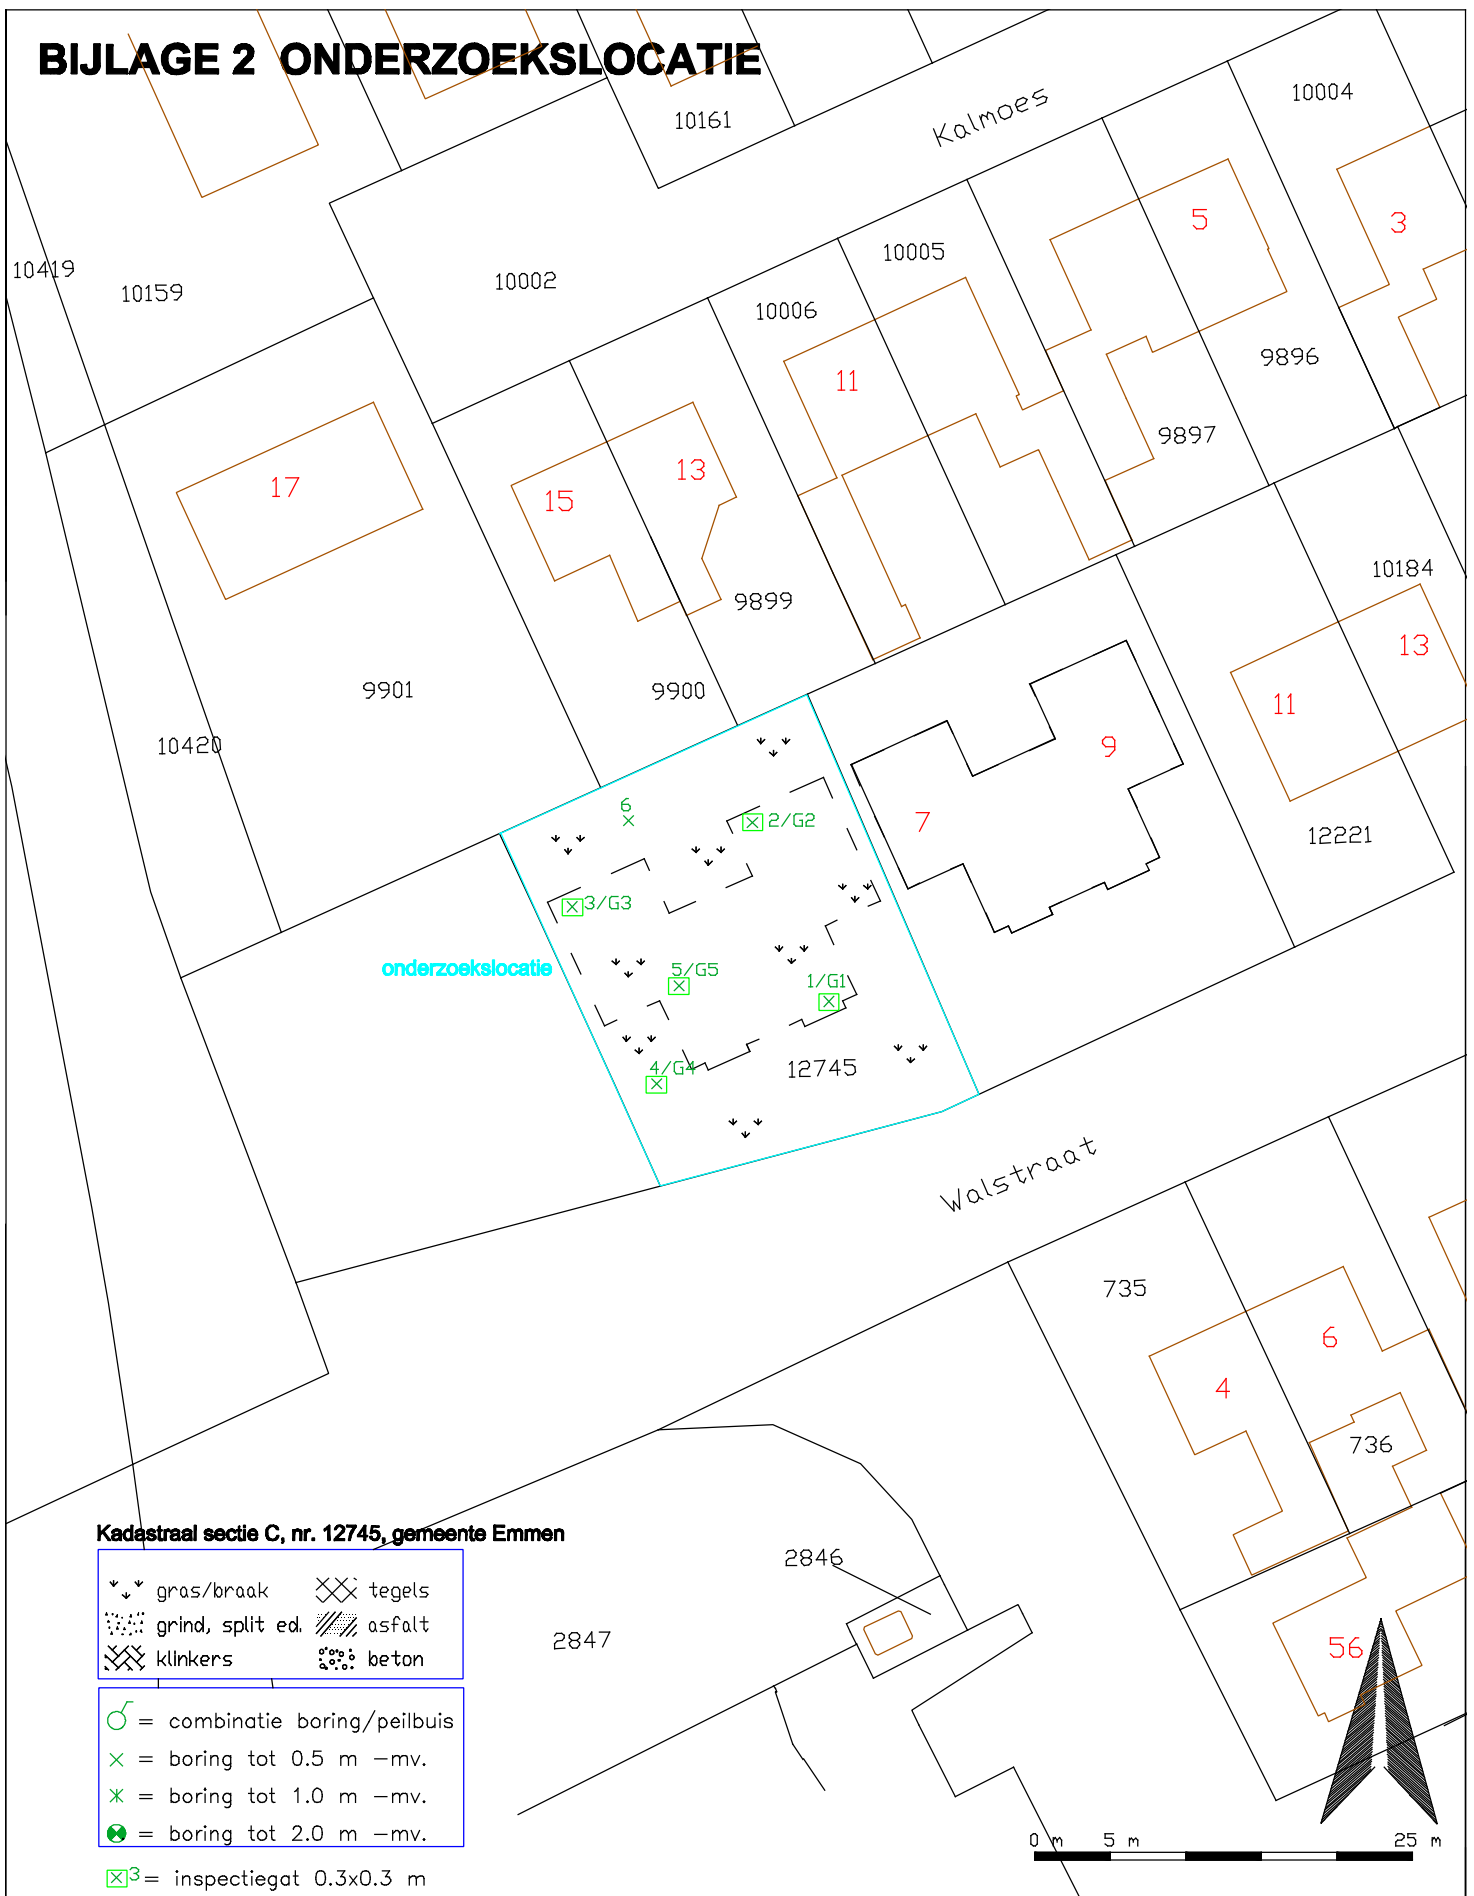 BIJLAGE 2 ONDERZOEKSLOCATIE
10161
Kalmoes
10004
10419
10159
10002
10005
10006
5
3
11
9896
9897
17
15
13
9899
10184
13
11
9901
9900
10420
9
7
12221
6
2/G2
3/G3
onderzoekslocatie
5/G5
1/G1
4/G4
12745
Walstraat
735
6
4
736
2846
2847
56
Kadastraal sectie C, nr. 12745, gemeente Emmen
gras/braak
tegels
grind, split ed.
asfalt
klinkers
beton
= combinatie boring/peilbuis
= boring tot 0.5 m -mv.
= boring tot 1.0 m -mv.
= boring tot 2.0 m -mv.
3 = inspectiegat 0.3x0.3 m
0 m 5 m 25 m